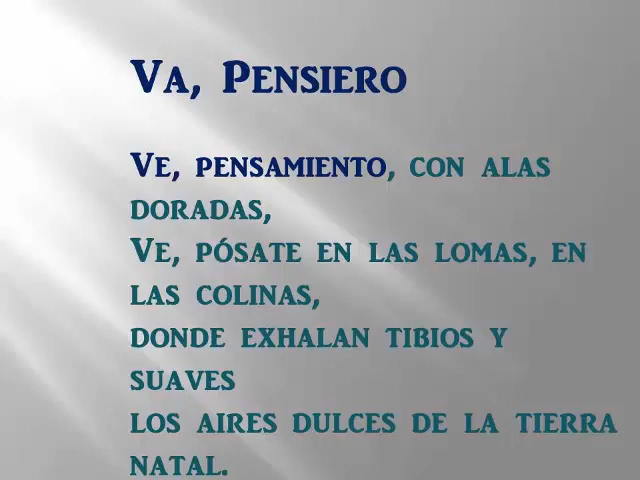 Va, Pensiero
Ve, pensamiento, con alas
doradas,
Ve, pósate en las lomas, en
las colinas,
donde exhalan tibios y
suaves
los aires dulces de la tierra
natal.